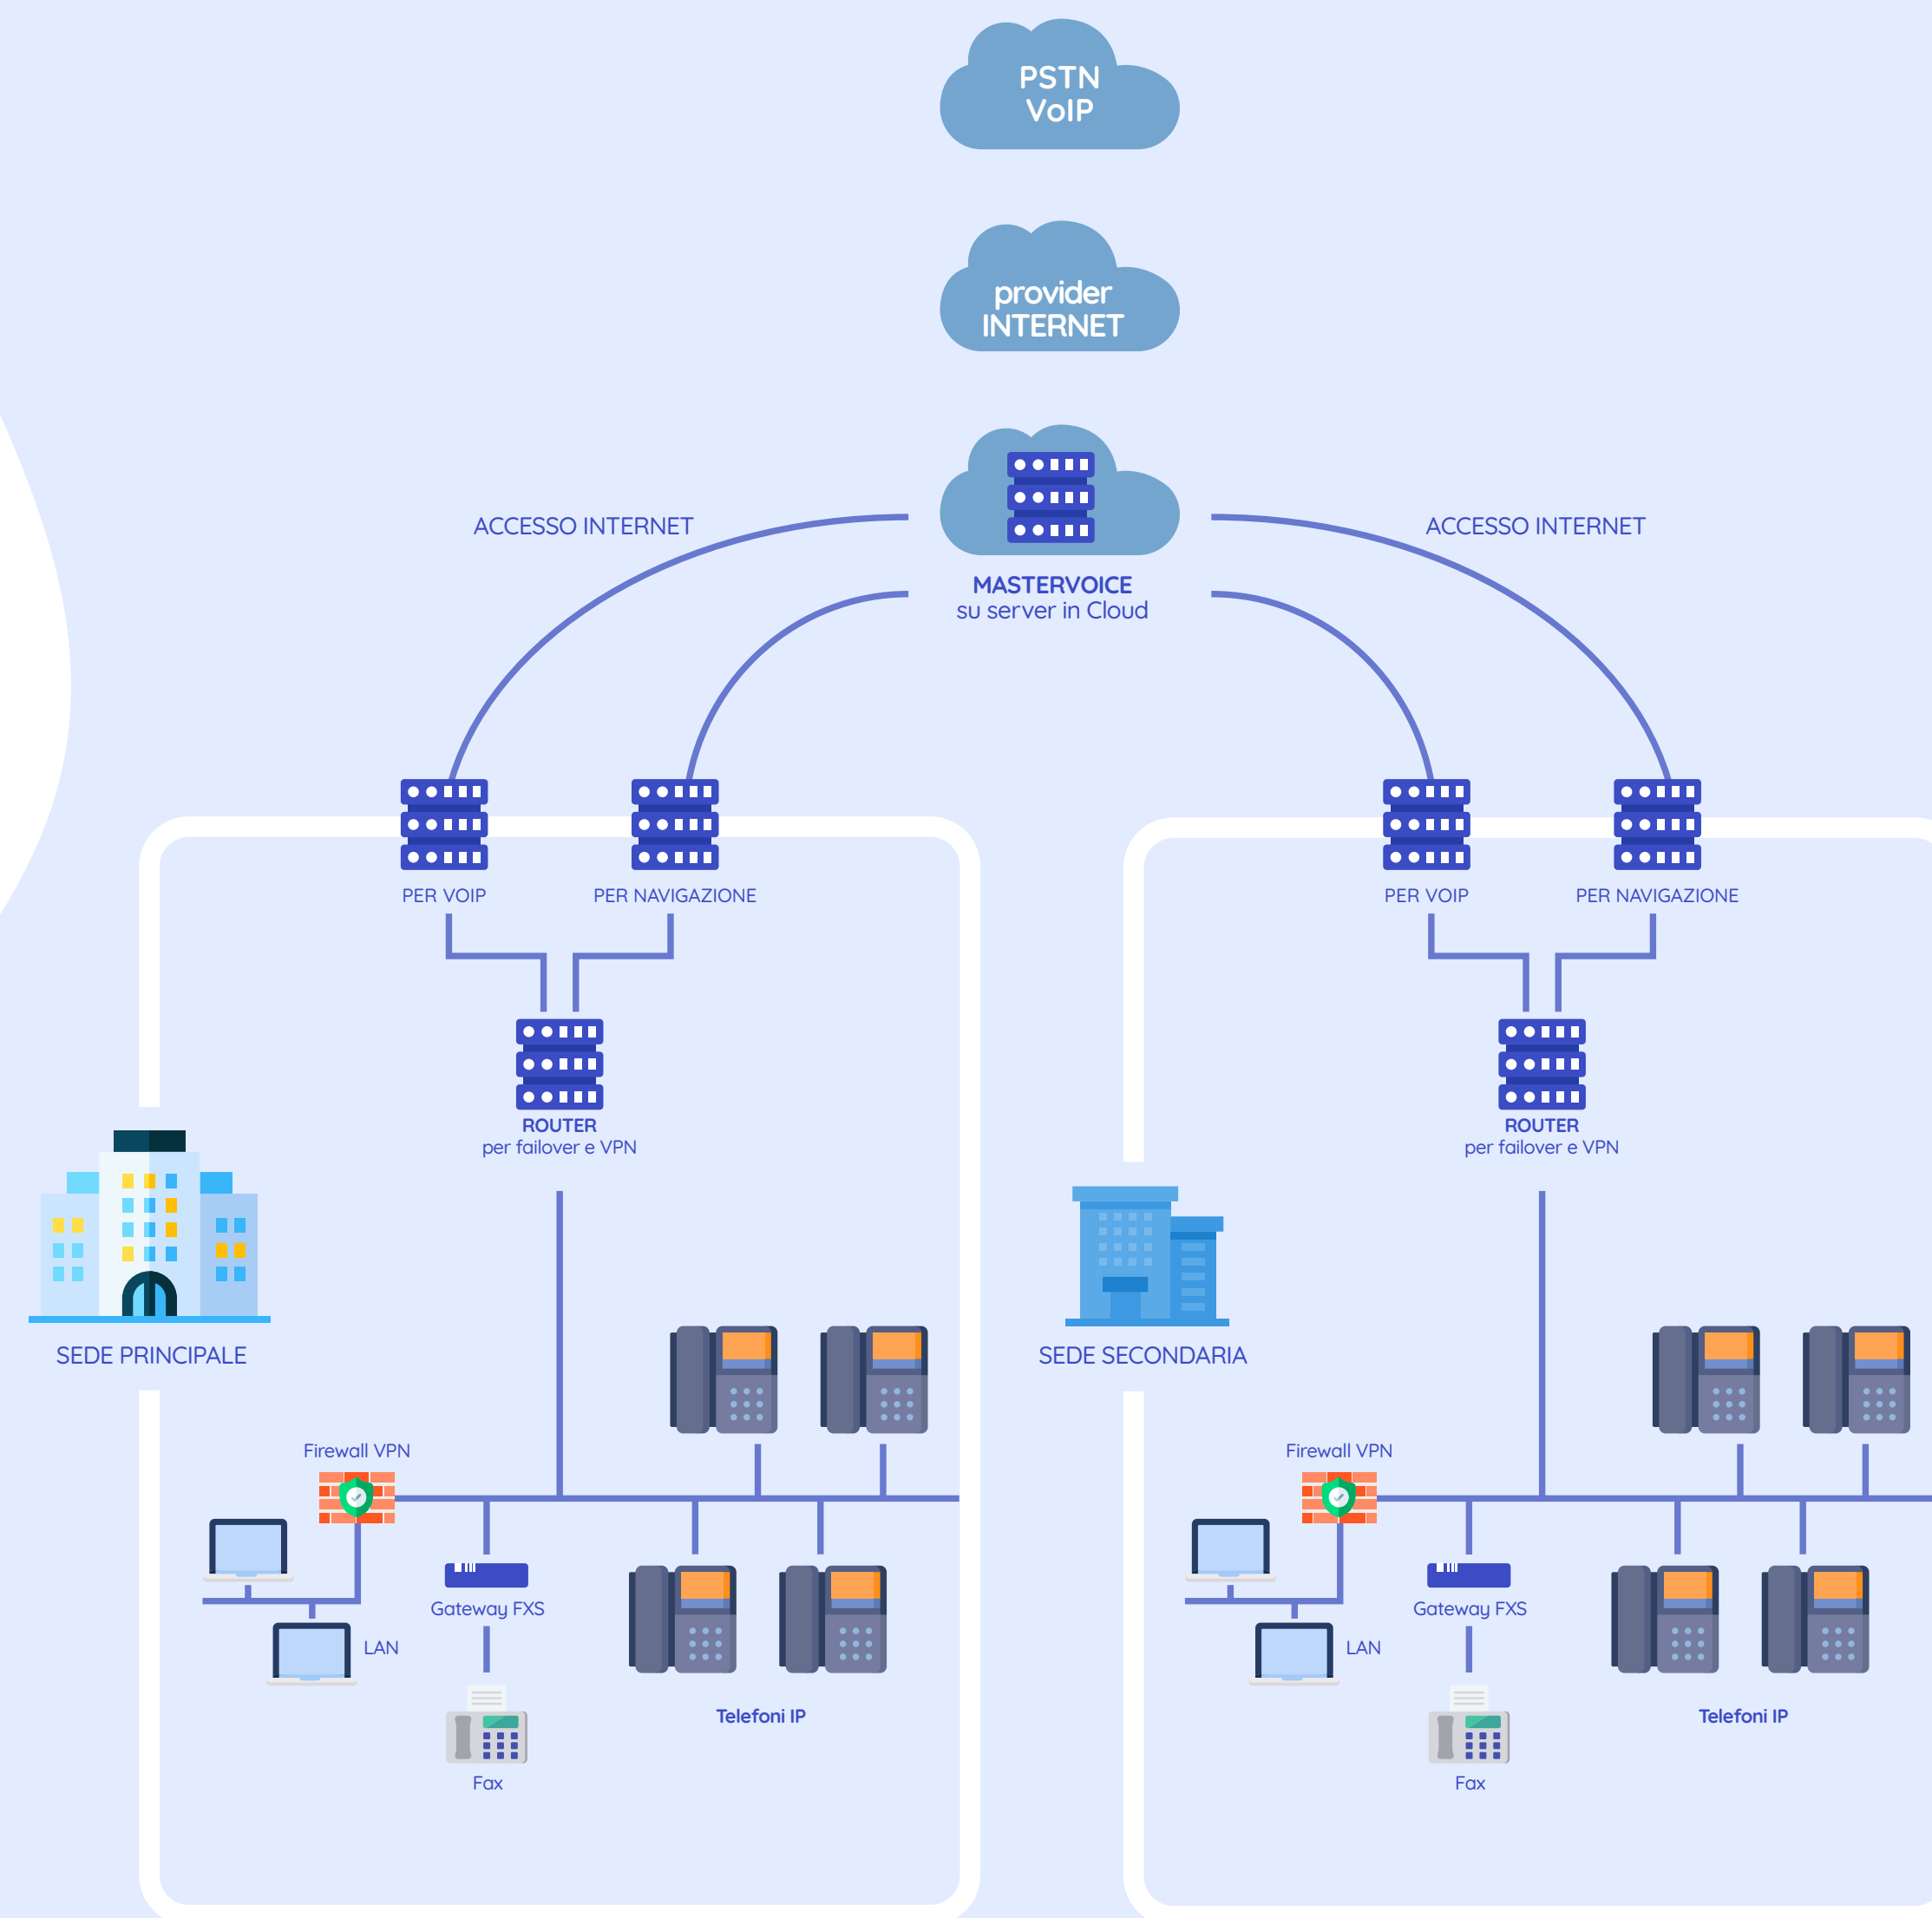 PSTN
VoIP
provider
INTERNET
ACCESSO INTERNET
ACCESSO INTERNET
MASTERVOICE
su server in Cloud
PER VOIP
PER NAVIGAZIONE
PER VOIP
PER NAVIGAZIONE
ROUTER
per failover e VPN
ROUTER
per failover e VPN
SEDE PRINCIPALE
SEDE SECONDARIA
Firewall VPN
Firewall VPN
Gateway FXS
Gateway FXS
LAN
LAN
Telefoni IP
Telefoni IP
Fax
Fax